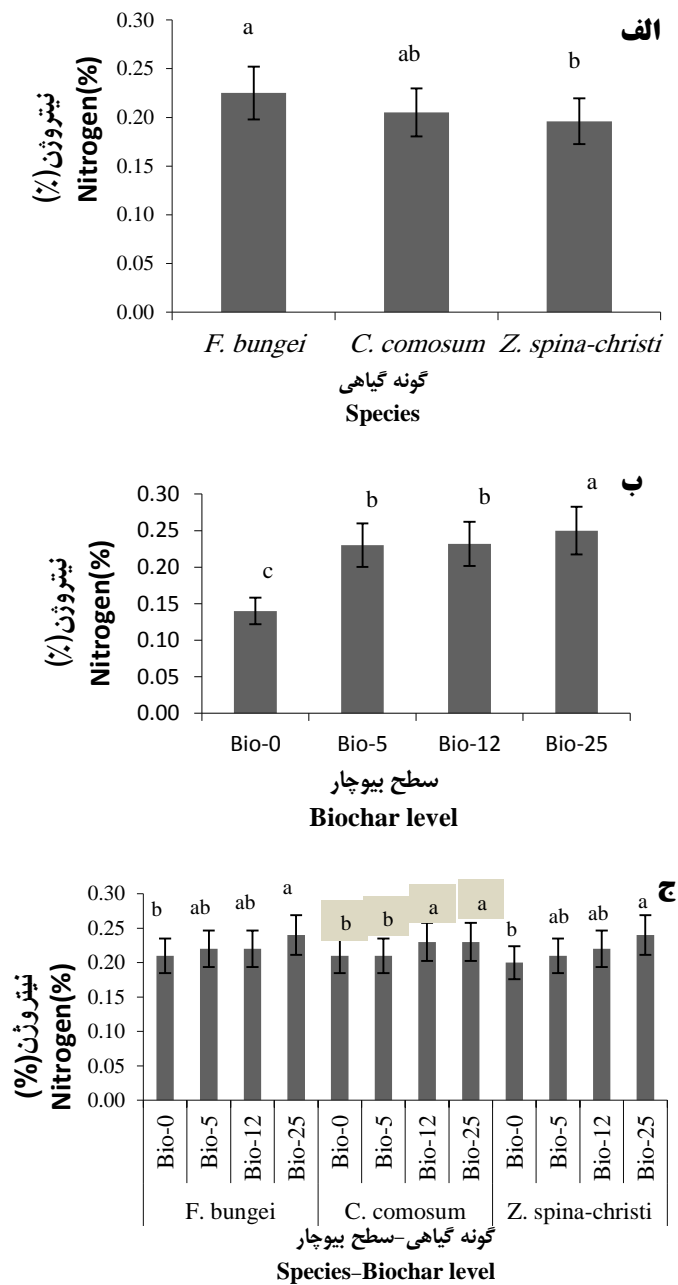 الف
a
ab
b
0.30
0.25
0.20
0.15
0.10
0.05
0.00
نیتروژن(%)
Nitrogen(%)
F. bungei C. comosum Z. spina-christi
گونه گیاهی
Species
ب
c
b
b
a
0.30
0.25
0.20
0.15
0.10
0.05
0.00
نیتروژن(%)
Nitrogen(%)
Bio-0 Bio-5 Bio-12 Bio-25
سطح بیوچار
Biochar level
ج
b ab ab a b b a a b ab ab a
0.30
0.25
0.20
0.15
0.10
0.05
0.00
نیتروژن(%)
Nitrogen(%)
Bio-0 Bio-5 Bio-12 Bio-25 Bio-0 Bio-5 Bio-12 Bio-25 Bio-0 Bio-5 Bio-12 Bio-25
F. bungei C. comosum Z. spina-christi
گونه گیاهی-سطح بیوچار
Species-Biochar level